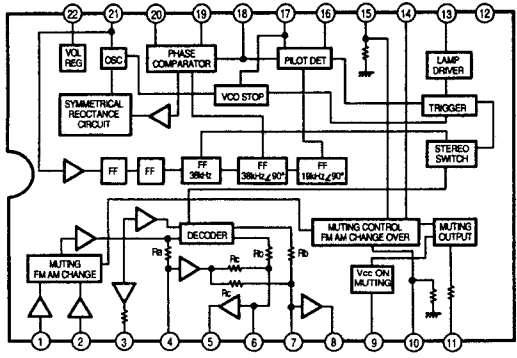 22 21 20 19 18 17 16 15 14 13 12
VOL
REG
OSC
PHASE
COMPARATOR
PILOT DET
LAMP
DRIVER
SYMMETRICAL
REOCTANCE
CIRCUIT
VCO STOP
TRIGGER
STEREO
SWITCH
FF
FF
FF
38kHz
FF
38kHz∠90°
FF
19kHz∠90°
DECODER
MUTING CONTROL
FM AM CHANGE OVER
MUTING
OUTPUT
MUTING
FM AM CHANGE
Ra
Rc
Rb
Rb
Rc
Vcc ON
MUTING
1 2 3 4 5 6 7 8 9 10 11